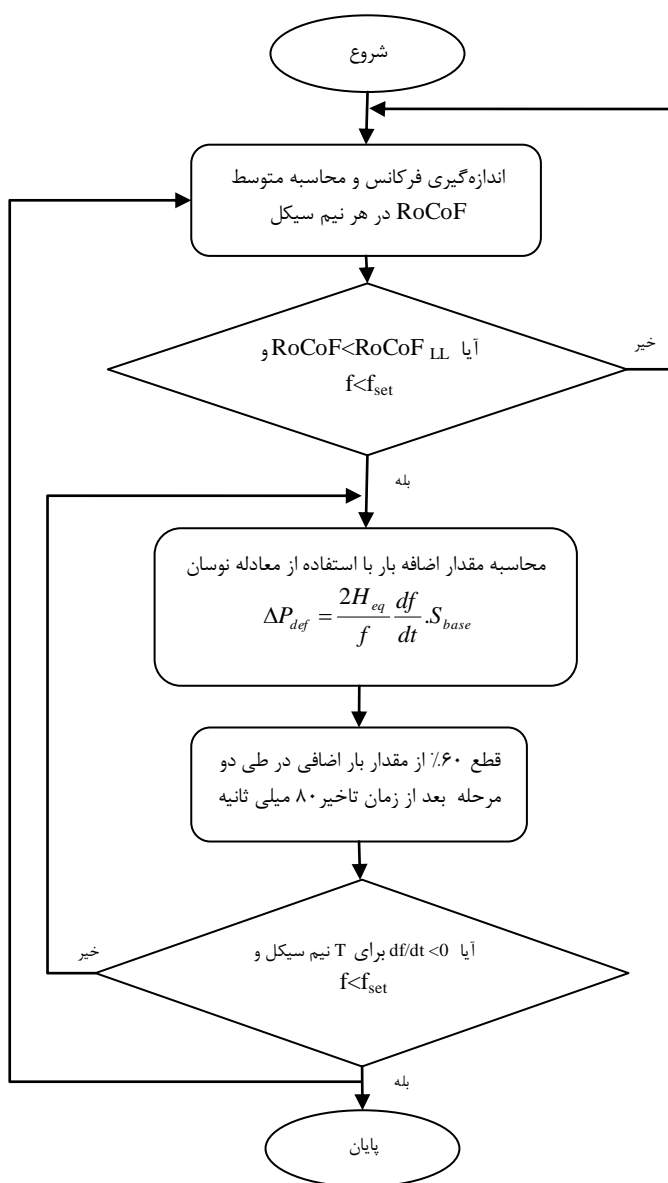 شروع
اندازه‌گیری فرکانس و محاسبه متوسط
RoCoF در هر نیم سیکل
آیا RoCoF<RoCoF LL و
f<fset
خیر
بله
محاسبه مقدار اضافه بار با استفاده از معادله نوسان
ΔPdef = 2Heq/f df/dt .Sbase
قطع ۶۰٪ از مقدار بار اضافی در طی دو
مرحله بعد از زمان تاخیر ۸۰ میلی ثانیه
آیا df/dt <0 برای T نیم سیکل و
f<fset
خیر
بله
پایان